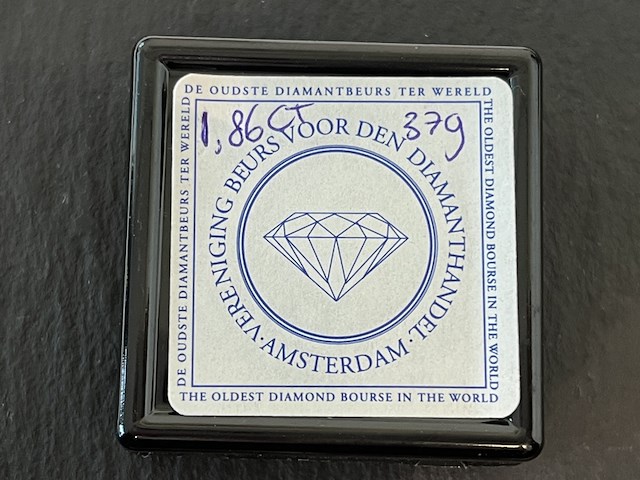 DE OUDSTE DIAMANTBEURS TER WERELD
1,86 CT 379
VERENIGING BEURS VOOR DEN DIAMANTHANDEL
· AMSTERDAM ·
DE OUDSTE DIAMANTBEURS TER WERELD
THE OLDEST DIAMOND BOURSE IN THE WORLD
THE OLDEST DIAMOND BOURSE IN THE WORLD